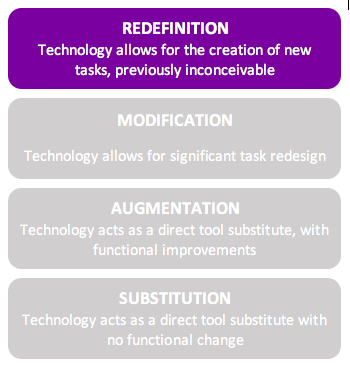 REDEFINITION
Technology allows for the creation of new
tasks, previously inconceivable
MODIFICATION
Technology allows for significant task redesign
AUGMENTATION
Technology acts as a direct tool substitute, with
functional improvements
SUBSTITUTION
Technology acts as a direct tool substitute with
no functional change